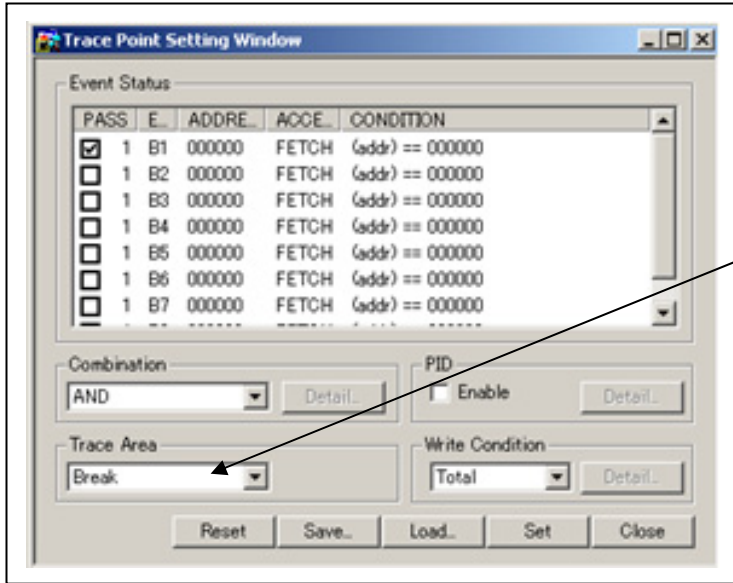 Trace Point Setting Window
Event Status
PASS E... ADDRE... ACCE... CONDITION
1 B1 000000 FETCH (addr) == 000000
1 B2 000000 FETCH (addr) == 000000
1 B3 000000 FETCH (addr) == 000000
1 B4 000000 FETCH (addr) == 000000
1 B5 000000 FETCH (addr) == 000000
1 B6 000000 FETCH (addr) == 000000
1 B7 000000 FETCH (addr) == 000000
Combination
AND Detail...
PID
Enable Detail...
Trace Area
Break
Write Condition
Total Detail...
Reset Save... Load... Set Close